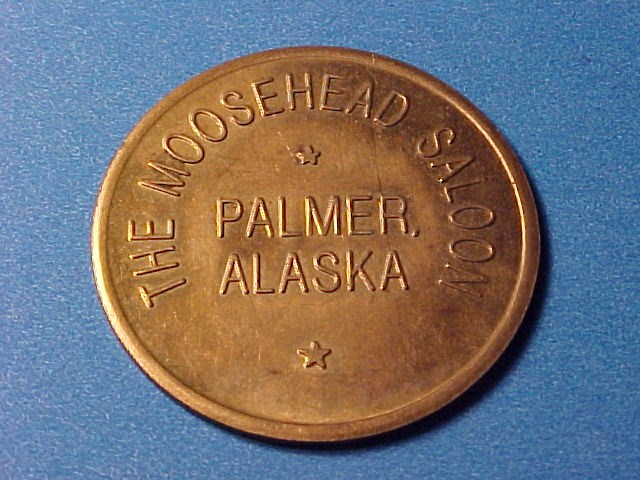 THE MOOSEHEAD SALOON
PALMER,
ALASKA